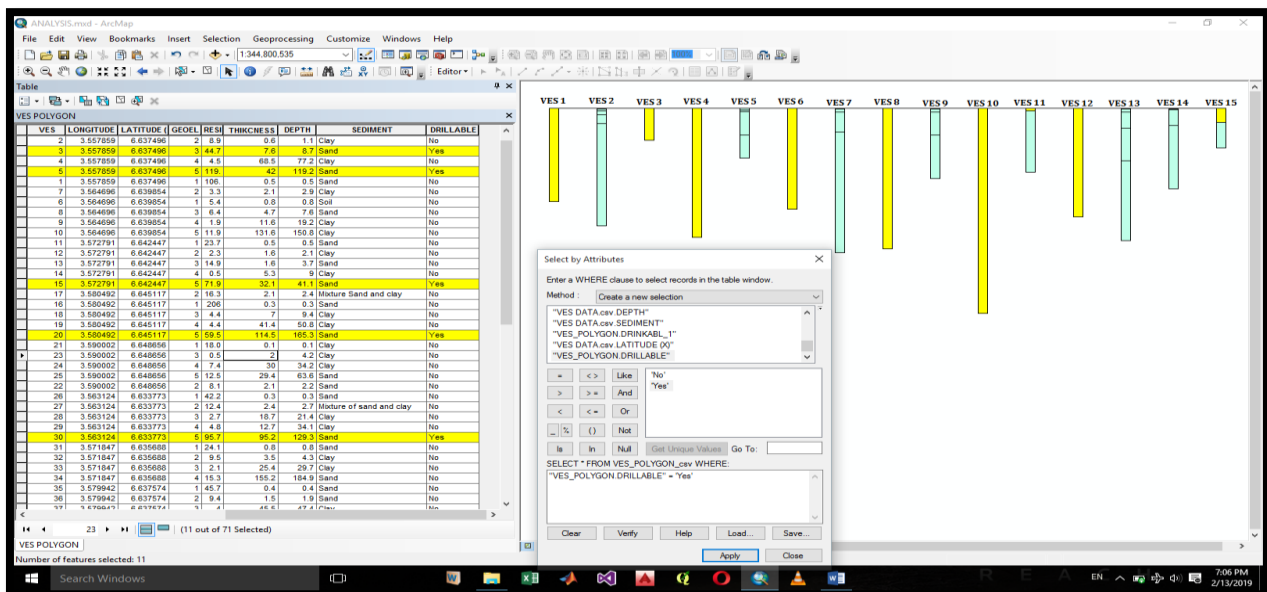 ANALYSIS.mxd - ArcMap
File Edit View Bookmarks Insert Selection Geoprocessing Customize Windows Help
1:344.800.535
100%
Editor
Table
VES POLYGON
VES LONGITUDE LATITUDE ( GEOEL RESI THIKCNESS DEPTH SEDIMENT DRILLABLE
2 3.557859 6.637496 2 8.9 0.6 1.1 Clay No
3 3.557859 6.637496 3 44.7 7.6 8.7 Sand Yes
4 3.557859 6.637496 4 4.5 68.5 77.2 Clay No
5 3.557859 6.637496 5 119. 42 119.2 Sand Yes
1 3.557859 6.637496 1 106. 0.5 0.5 Sand No
7 3.564696 6.639854 2 3.3 2.1 2.9 Clay No
6 3.564696 6.639854 1 5.4 0.8 0.8 Soil No
8 3.564696 6.639854 3 6.4 4.7 7.6 Sand No
9 3.564696 6.639854 4 1.9 11.6 19.2 Clay No
10 3.564696 6.639854 5 11.9 131.6 150.8 Clay No
11 3.572791 6.642447 1 23.7 0.5 0.5 Sand No
12 3.572791 6.642447 2 2.3 1.6 2.1 Clay No
13 3.572791 6.642447 3 14.9 1.6 3.7 Sand No
14 3.572791 6.642447 4 0.5 5.3 9 Clay No
15 3.572791 6.642447 5 71.9 32.1 41.1 Sand Yes
17 3.580492 6.645117 2 16.3 2.1 2.4 Mixture Sand and clay No
16 3.580492 6.645117 1 206 0.3 0.3 Sand No
18 3.580492 6.645117 3 4.4 7 9.4 Clay No
19 3.580492 6.645117 4 4.4 41.4 50.8 Clay No
20 3.580492 6.645117 5 59.5 114.5 165.3 Sand Yes
21 3.590002 6.648656 1 18.0 0.1 0.1 Clay No
23 3.590002 6.648656 3 0.5 2 4.2 Clay No
24 3.590002 6.648656 4 7.4 30 34.2 Clay No
25 3.590002 6.648656 5 12.5 29.4 63.6 Sand No
22 3.590002 6.648656 2 8.1 2.1 2.2 Sand No
26 3.563124 6.633773 1 42.2 0.3 0.3 Sand No
27 3.563124 6.633773 2 12.4 2.4 2.7 Mixture of sand and clay No
28 3.563124 6.633773 3 2.7 18.7 21.4 Clay No
29 3.563124 6.633773 4 4.8 12.7 34.1 Clay No
30 3.563124 6.633773 5 95.7 95.2 129.3 Sand Yes
31 3.571847 6.635688 1 24.1 0.8 0.8 Sand No
32 3.571847 6.635688 2 9.5 3.5 4.3 Clay No
33 3.571847 6.635688 3 2.1 25.4 29.7 Clay No
34 3.571847 6.635688 4 15.3 155.2 184.9 Sand No
35 3.579942 6.637574 1 45.7 0.4 0.4 Sand No
36 3.579942 6.637574 2 9.4 1.5 1.9 Sand No
37 3.579942 6.637574 3 4 45.5 47.4 Clay No
23 (11 out of 71 Selected)
VES POLYGON
Number of features selected: 11
VES 1 VES 2 VES 3 VES 4 VES 5 VES 6 VES 7 VES 8 VES 9 VES 10 VES 11 VES 12 VES 13 VES 14 VES 15
Select by Attributes
Enter a WHERE clause to select records in the table window.
Method : Create a new selection
"VES DATA.csv.DEPTH"
"VES DATA.csv.SEDIMENT"
"VES_POLYGON.DRINKABL_1"
"VES DATA.csv.LATITUDE (X)"
"VES_POLYGON.DRILLABLE"
= <> Like 'No'
> >= And 'Yes'
< <= Or
_ % () Not
Is In Null Get Unique Values Go To:
SELECT * FROM VES_POLYGON_csv WHERE:
"VES_POLYGON.DRILLABLE" = 'Yes'
Clear Verify Help Load... Save...
Apply Close
Search Windows
R E A
EN
7:06 PM
2/13/2019